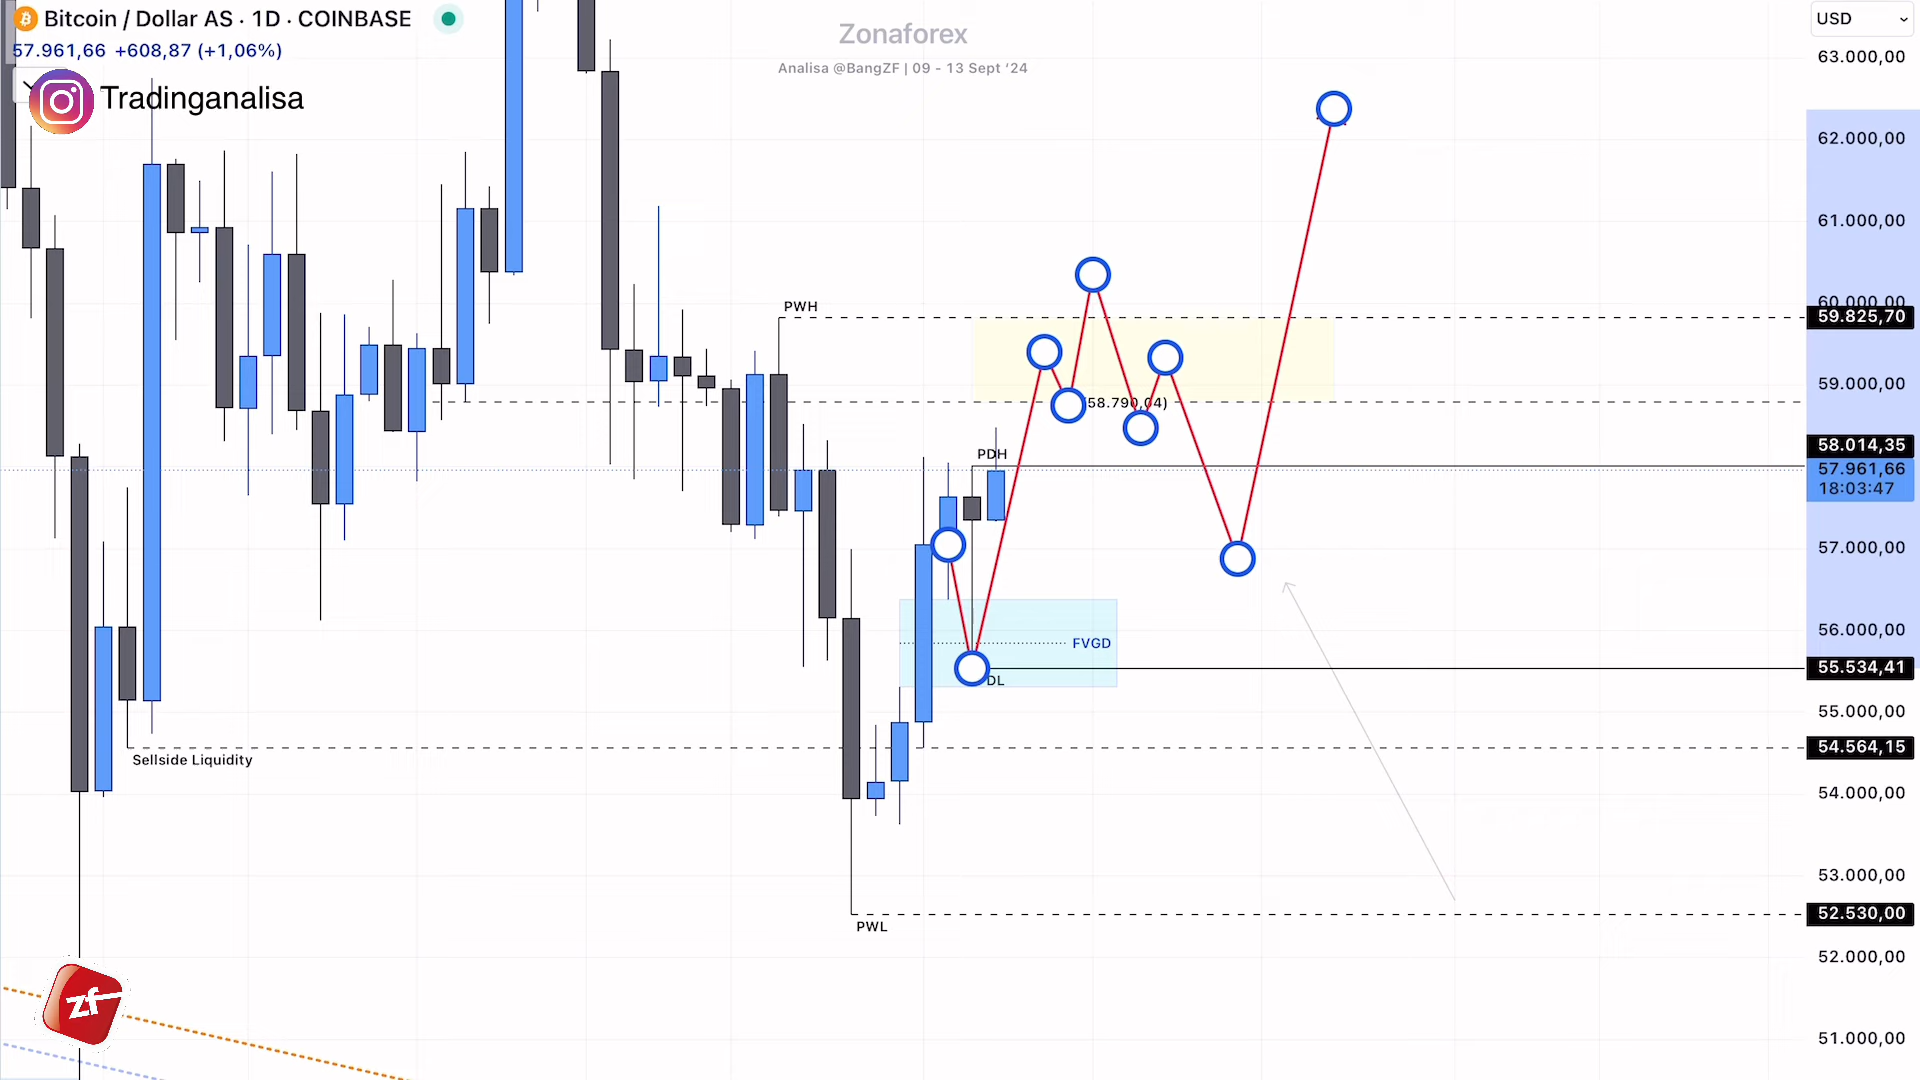 Bitcoin / Dollar AS · 1D · COINBASE
57.961,66 +608,87 (+1,06%)
Tradinganalisa
Zonaforex
Analisa @BangZF | 09 - 13 Sept '24
USD
63.000,00
62.000,00
61.000,00
60.000,00
59.825,70
59.000,00
58.014,35
57.961,66
18:03:47
57.000,00
56.000,00
55.534,41
55.000,00
54.564,15
54.000,00
53.000,00
52.530,00
52.000,00
51.000,00
PWH
58.790,04)
PDH
FVGD
DL
Sellside Liquidity
PWL
zf